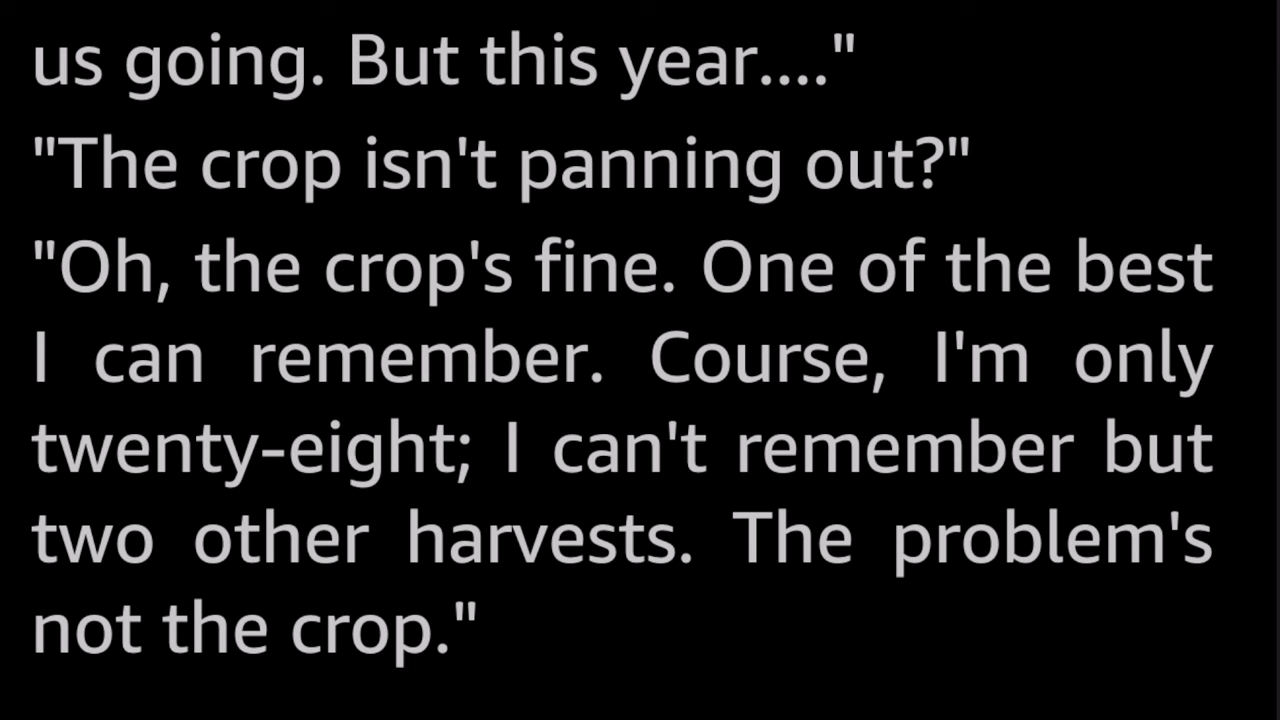 us going. But this year...."
"The crop isn't panning out?"
"Oh, the crop's fine. One of the best
I can remember. Course, I'm only
twenty-eight; I can't remember but
two other harvests. The problem's
not the crop."